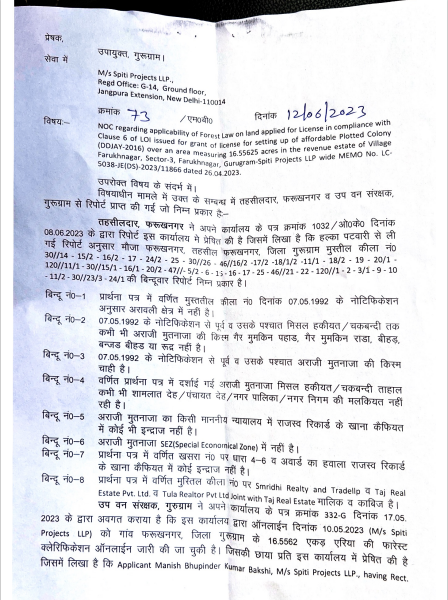 प्रेषक,
उपायुक्त, गुरूग्राम।
सेवा में
M/s Spiti Projects LLP.,
Regd Office: G-14, Ground floor,
Jangpura Extension, New Delhi-110014
क्रमांक 73 /एम०बी० दिनांक 12/06/2023
विषयः- NOC regarding applicability of Forest Law on land applied for License in compliance with
Clause 6 of LOI issued for grant of license for setting up of affordable Plotted Colony
(DDJAY-2016) over an area measuring 16.55625 acres in the revenue estate of Village
Farukhnagar, Sector-3, Farukhnagar, Gurugram-Spiti Projects LLP wide MEMO No. LC-
5038-JE(DS)-2023/11866 dated 26.04.2023.
उपरोक्त विषय के संदर्भ में।
विषयाधीन मामले में उक्त के सम्बन्ध में तहसीलदार, फरूखनगर व उप वन संरक्षक,
गुरूग्राम से रिपोर्ट प्राप्त की गई जो निम्न प्रकार है:-
तहसीलदार, फरूखनगर ने अपने कार्यालय के पत्र क्रमांक 1032/ओ०के० दिनांक
08.06.2023 के द्वारा रिपोर्ट इस कार्यालय में प्रेषित की है जिसमें लिखा है कि हल्का पटवारी से ली
गई रिपोर्ट अनुसार मौजा फरूखनगर, तहसील फरूखनगर, जिला गुरूग्राम मुस्तील कीला नं0
30//14 - 15/2 - 16/2 - 17 - 24/2 - 25 - 30//26 - 46//16/2 -17/2 -18/1/2 -11/1 - 18/2 - 19 - 20/1 -
120//11/1 - 30//15/1 - 16/1 - 20/2 -47//- 5/2 - 6 -15 -16 - 17 - 25 - 46//21 - 22 -120//1 - 2 - 3/1 - 9 - 10
- 11/2 - 30//23/3 - 24/1 की बिन्दूवार रिपोर्ट निम्न प्रकार है।
बिन्दू नं0-1 प्रार्थना पत्र में वर्णित मुस्ततील कीला नं0 दिनांक 07.05.1992 के नोटिफिकेशन
अनुसार अरावली क्षेत्र में नहीं है।
बिन्दू नं0-2 07.05.1992 के नोटिफिकेशन से पूर्व व उसके पश्चात मिसल हकीयत/चकबन्दी तक
कभी भी अराजी मुतनाजा की किस्म गैर मुमकिन पहाड, गैर मुमकिन राडा, बीहड,
बन्जड बीहड या रूद्र नहीं है।
बिन्दू नं0-3 07.05.1992 के नोटिफिकेशन से पूर्व व उसके पश्चात अराजी मुतनाजा की किस्म
चाही है।
बिन्दू नं0-4 वर्णित प्रार्थना पत्र में दर्शाई गई अराजी मुतनाजा मिसल हकीयत/चकबन्दी ताहाल
कभी भी शामलात देह/पंचायत देह/नगर पालिका/नगर निगम की मलकियत नहीं
रही है।
बिन्दू नं0-5 अराजी मुतनाजा का किसी माननीय न्यायालय में राजस्व रिकार्ड के खाना कैफियत
में कोई भी इन्द्राज नहीं है।
बिन्दू नं0-6 अराजी मुतनाजा SEZ(Special Economical Zone) में नहीं है।
बिन्दू नं0-7 प्रार्थना पत्र में वर्णित खसरा नं0 पर धारा 4-6 व अवार्ड का हवाला राजस्व रिकार्ड
के खाना कैफियत में कोई इन्द्राज नहीं है।
बिन्दू नं0-8 प्रार्थना पत्र में वर्णित मुस्तिल कीला नं0 पर Smridhi Realty and Tradellp व Taj Real
Estate Pvt. Ltd. व Tula Realtor Pvt Ltd Joint with Taj Real Estate मालिक व काबिज है।
उप वन संरक्षक, गुरुग्राम ने अपने कार्यालय के पत्र क्रमांक 332-G दिनांक 17.05.
2023 के द्वारा अवगत कराया है कि इस कार्यालय द्वारा ऑनलाईन दिनांक 10.05.2023 (M/s Spiti
Projects LLP) को गांव फरूखनगर, जिला गुरूग्राम के 16.5562 एकड़ एरिया की फारेस्ट
क्लेरिफिकेशन ऑनलाईन जारी की जा चुकी है। जिसकी छाया प्रति इस कार्यालय में प्रेषित की है
जिसमें लिखा है कि Applicant Manish Bhupinder Kumar Bakshi, M/s Spiti Projects LLP., having Rect.